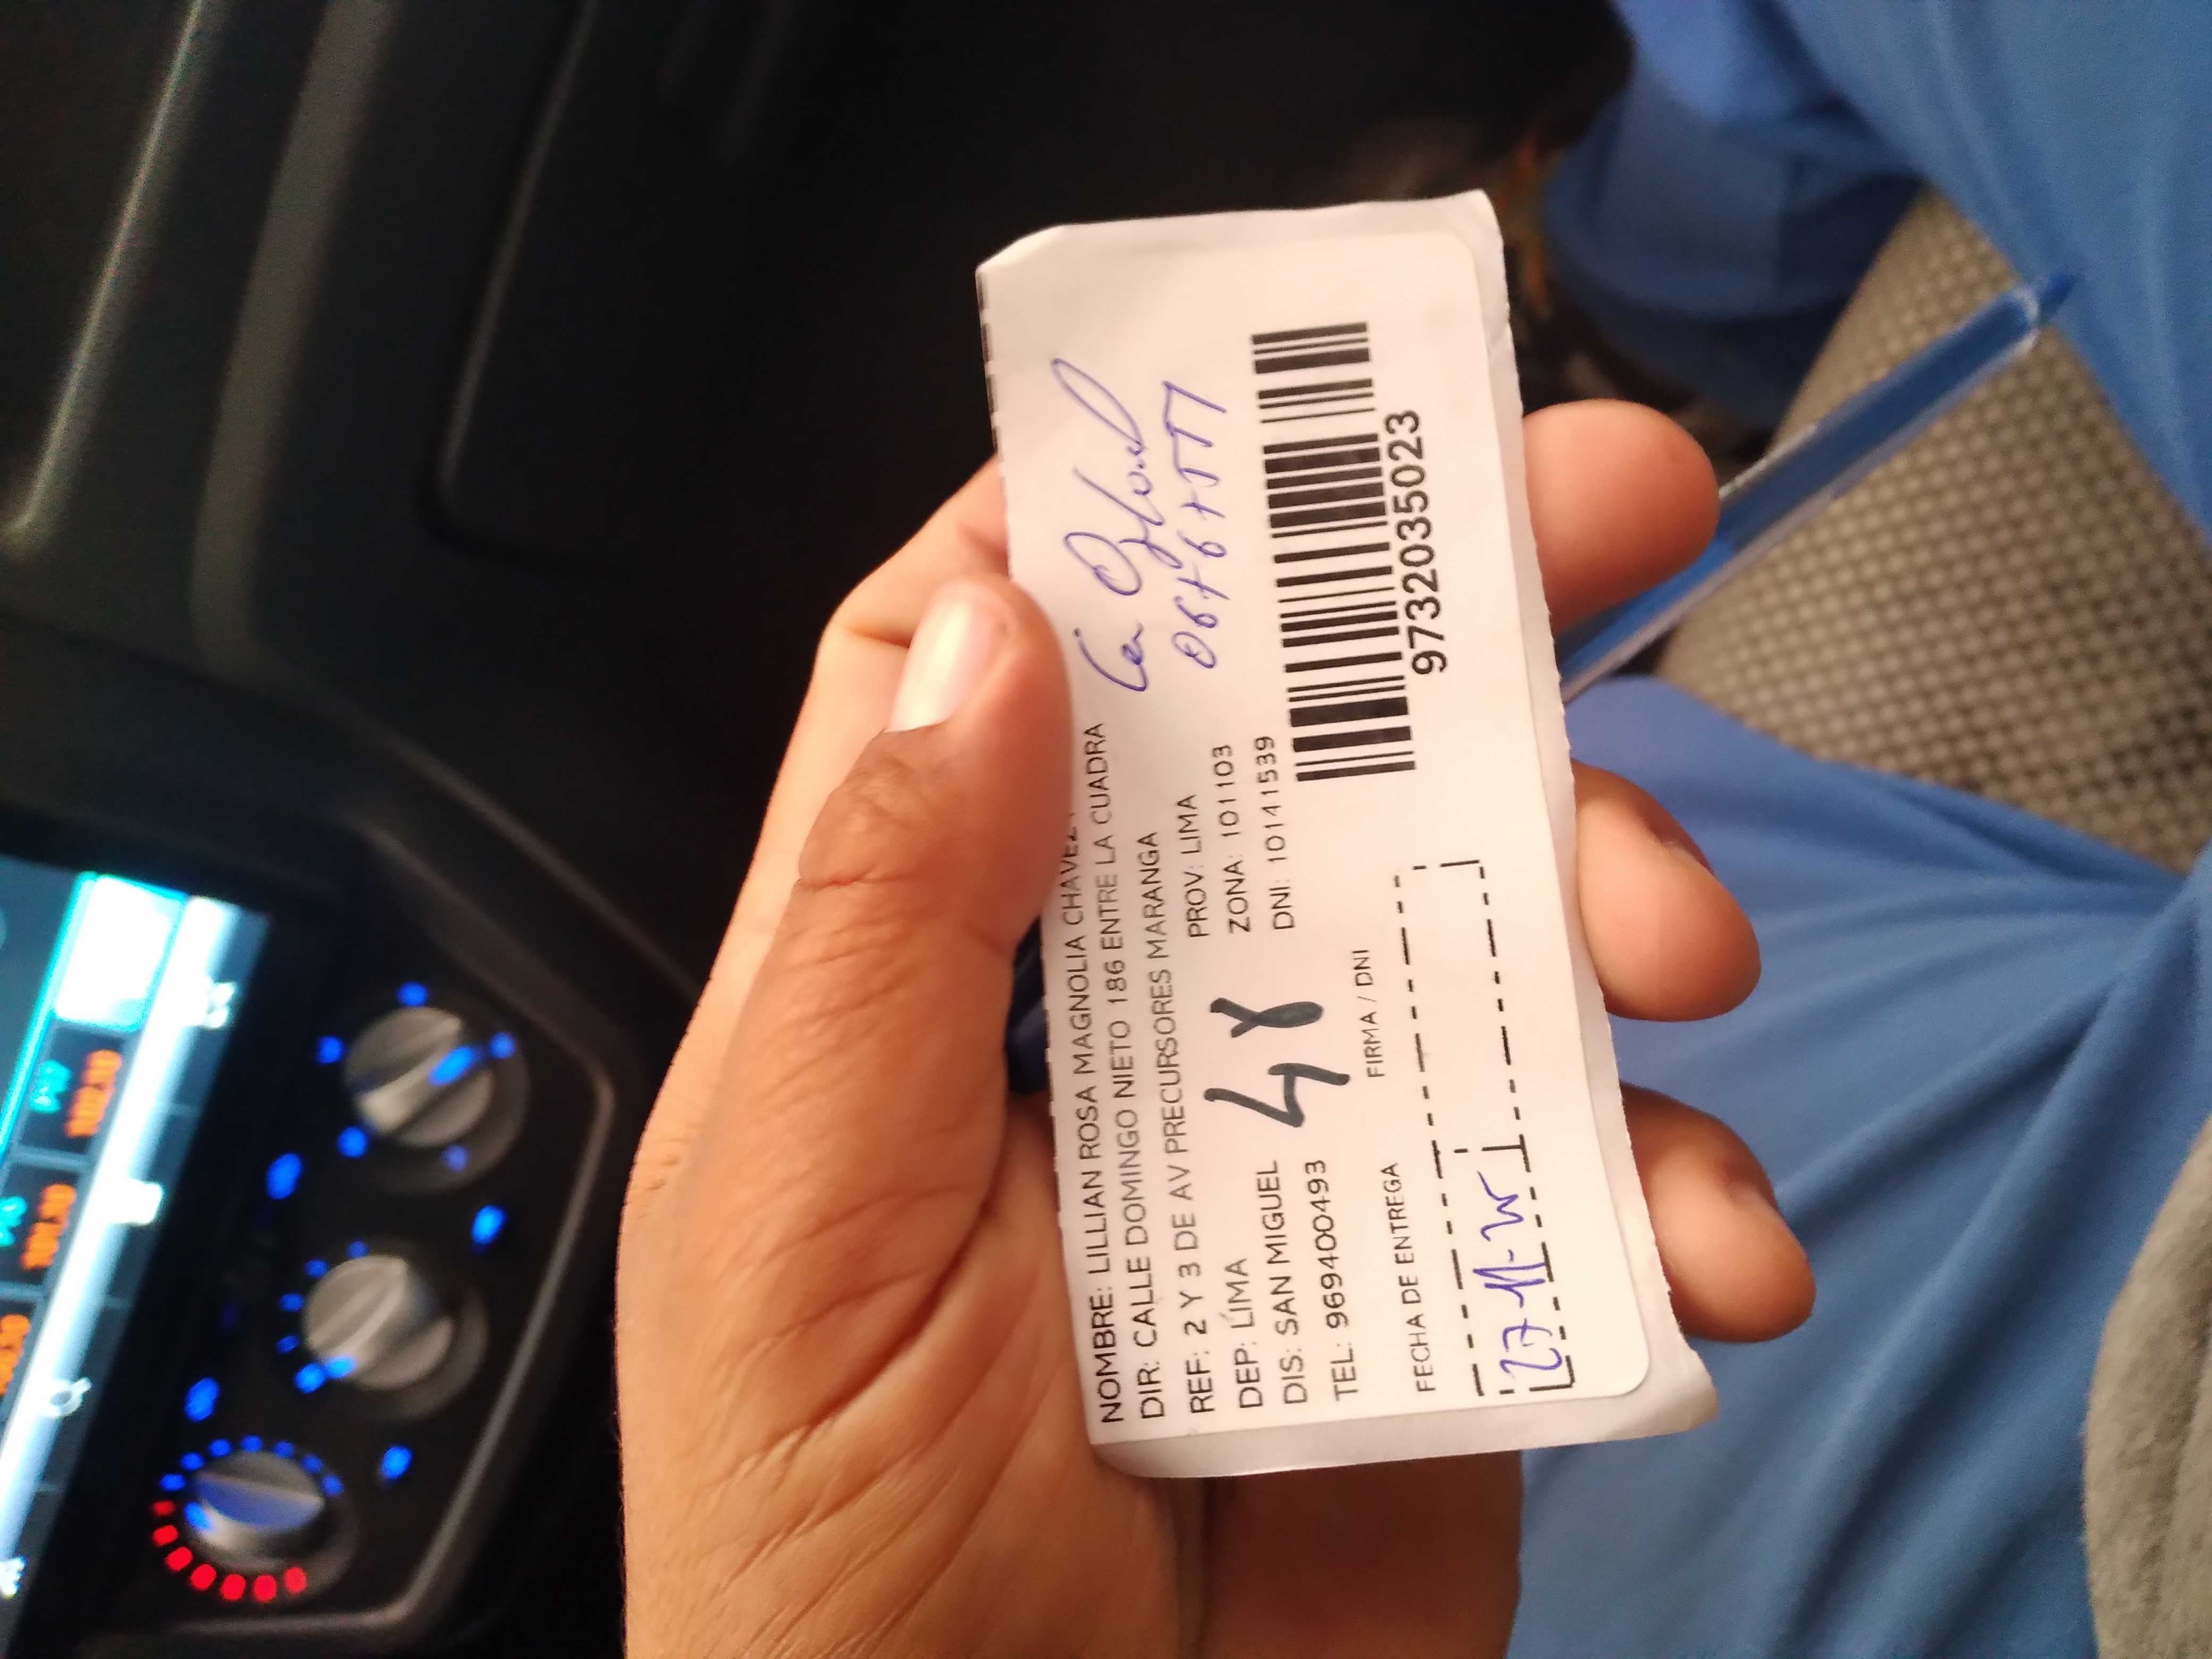 NOMBRE: LILLIAN ROSA MAGNOLIA CHAVEZ
DIR: CALLE DOMINGO NIETO 186 ENTRE LA CUADRA
REF: 2 Y 3 DE AV PRECURSORES MARANGA
DEP: LIMA PROV: LIMA
DIS: SAN MIGUEL ZONA: 101103
TEL: 969400493 DNI: 10141539
9732035023
FECHA DE ENTREGA FIRMA / DNI